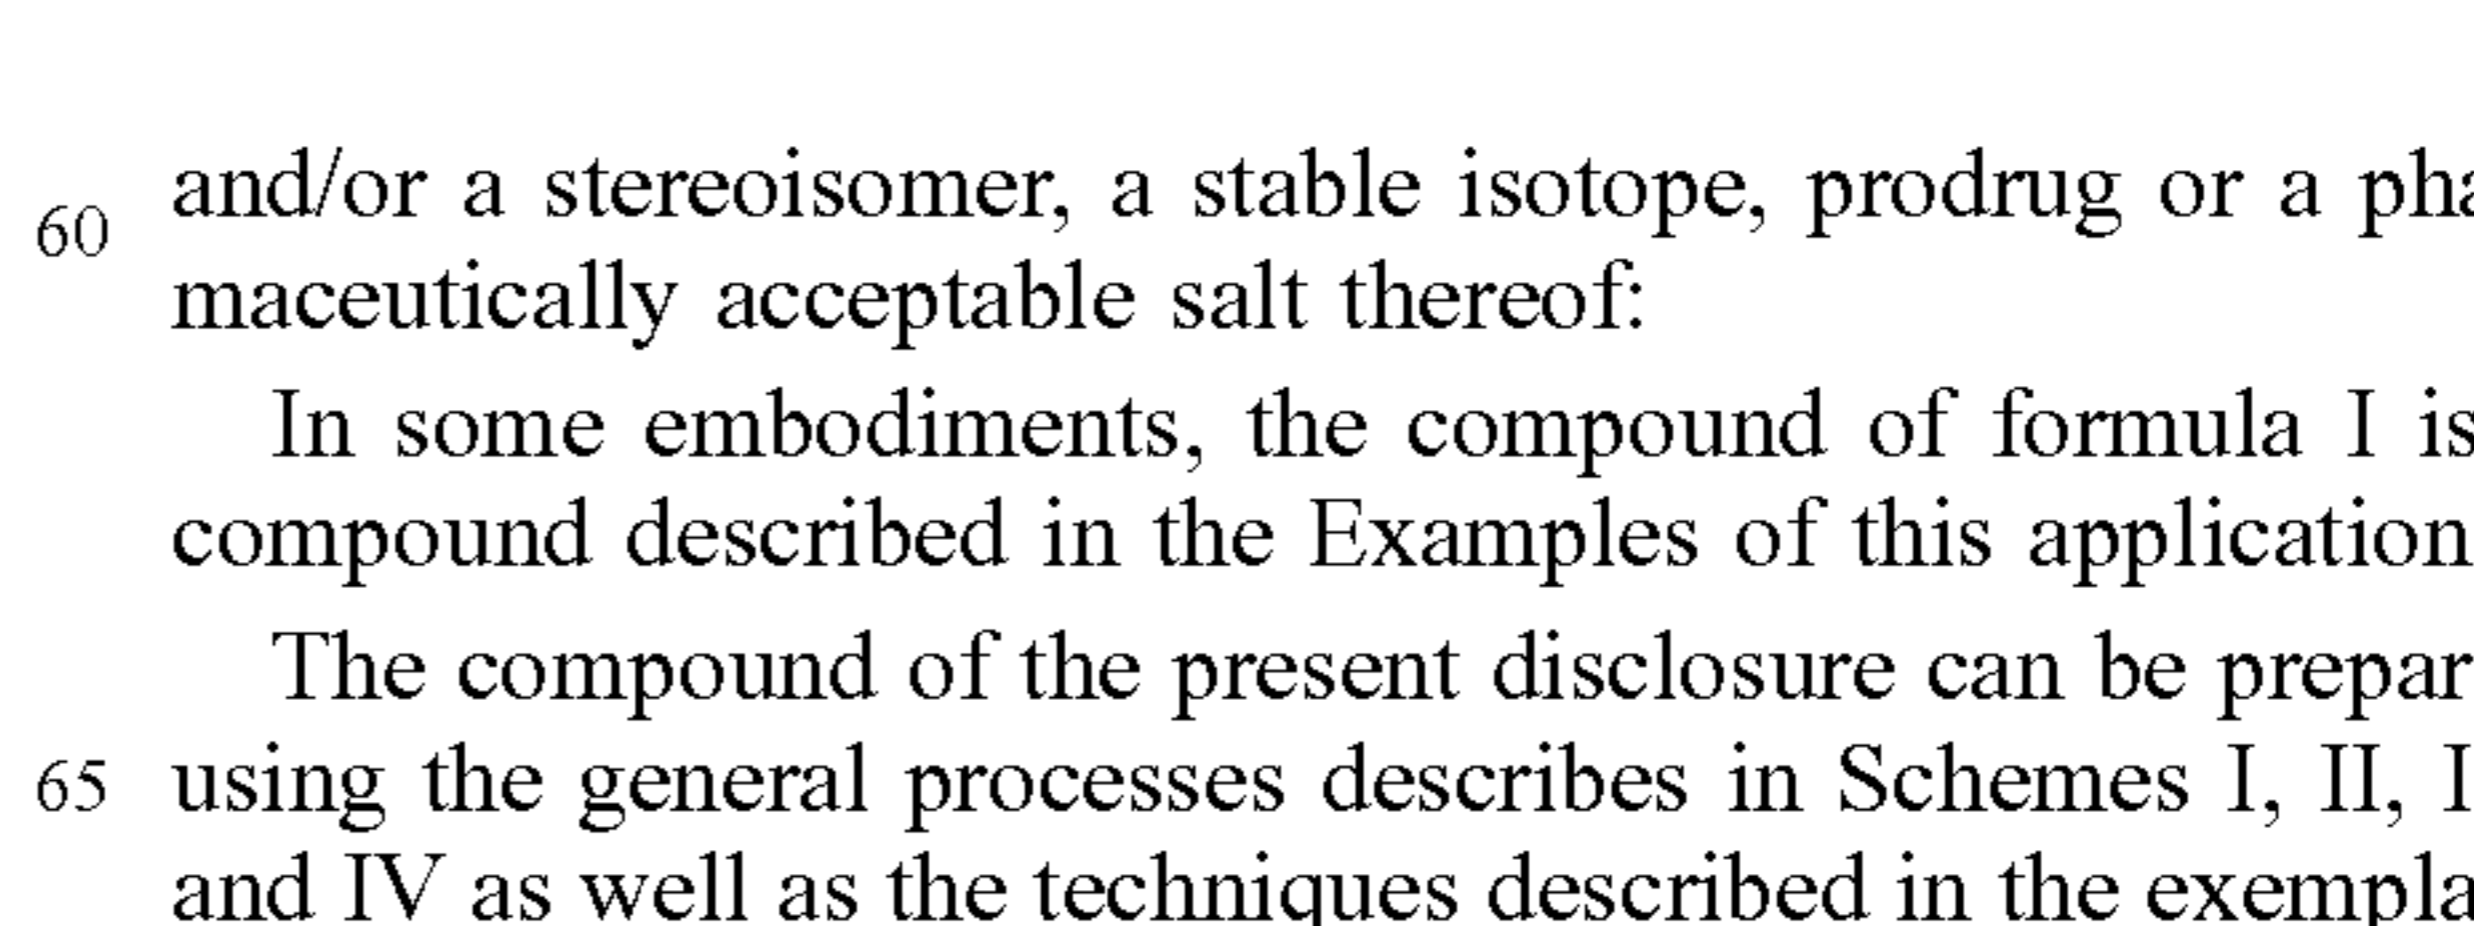 60 and/or a stereoisomer, a stable isotope, prodrug or a pha
maceutically acceptable salt thereof:
In some embodiments, the compound of formula I is
compound described in the Examples of this application
The compound of the present disclosure can be prepar
65 using the general processes describes in Schemes I, II, I
and IV as well as the techniques described in the exempla